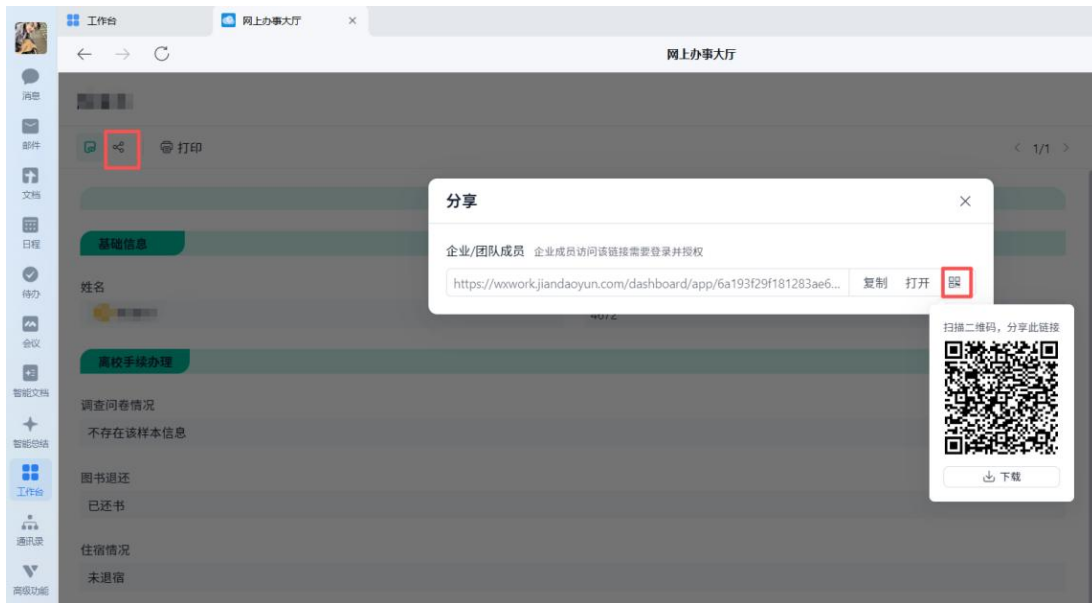 工作台
网上办事大厅
网上办事大厅
消息
邮件
文档
日程
待办
会议
智能文档
智能总结
工作台
通讯录
高级功能
打印
1/1
基础信息
姓名
4672
离校手续办理
调查问卷情况
不存在该样本信息
图书退还
已还书
住宿情况
未退宿
分享
企业/团队成员 企业成员访问该链接需要登录并授权
https://wxwork.jiandaoyun.com/dashboard/app/6a193f29f181283ae6... 复制 打开
扫描二维码，分享此链接
下载